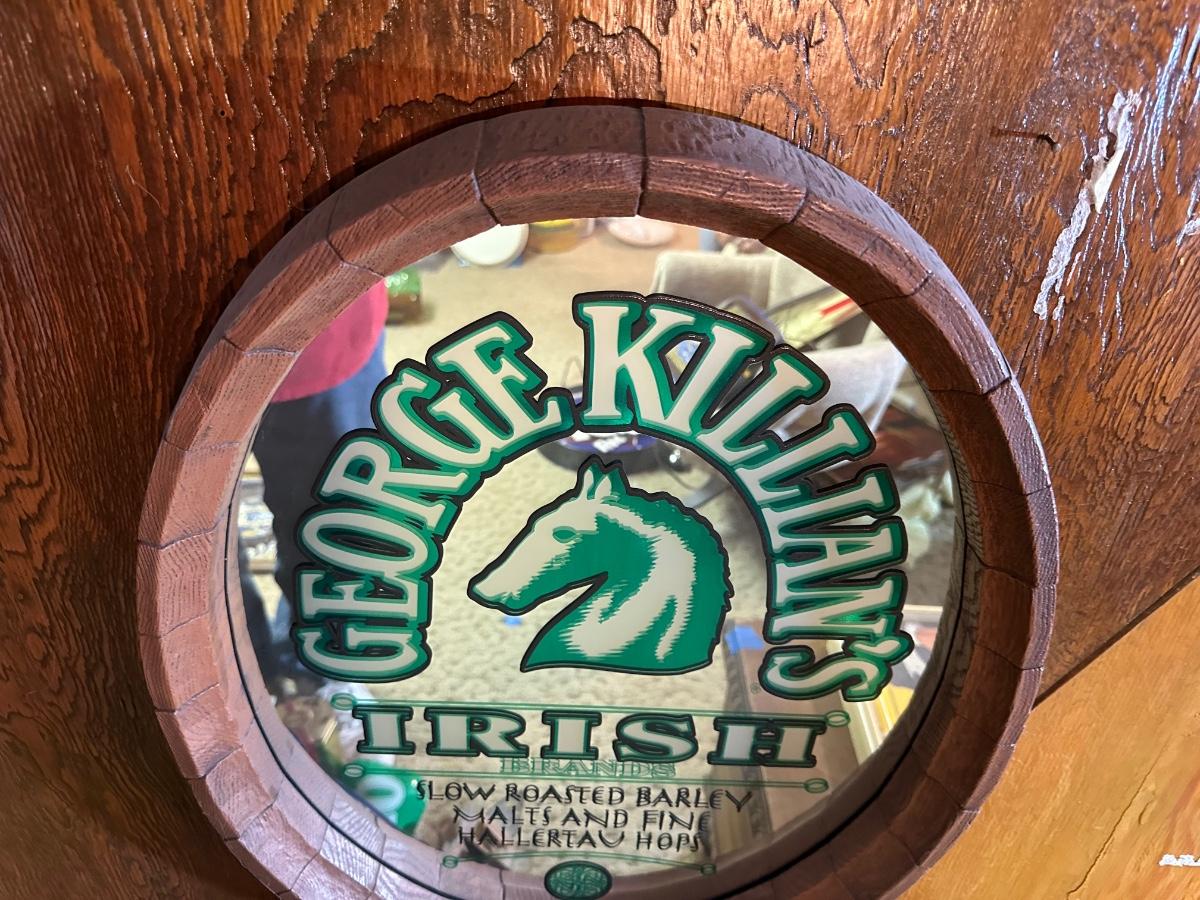 GEORGE KILLIAN'S
IRISH
BRANDS
SLOW ROASTED BARLEY
MALTS AND FINE
HALLERTAU HOPS